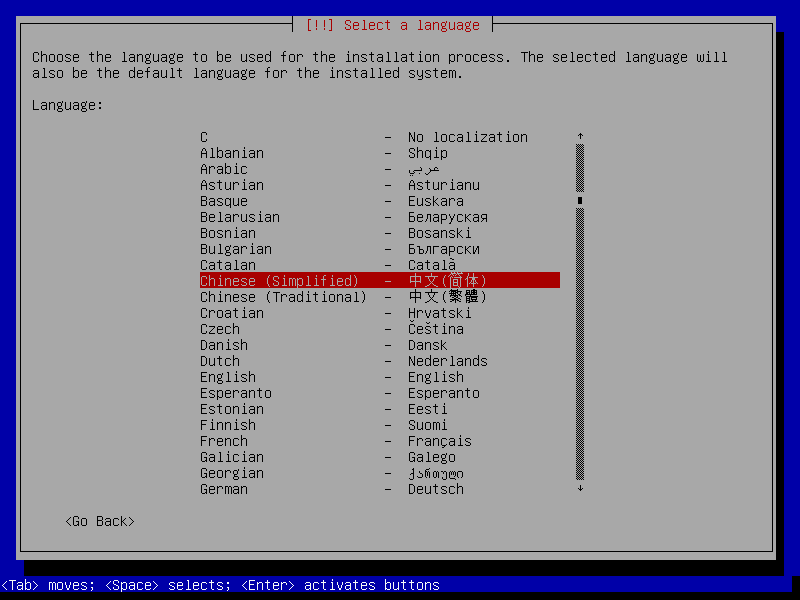 [!!] Select a language
Choose the language to be used for the installation process. The selected language will
also be the default language for the installed system.
Language:
C - No localization
Albanian - Shqip
Arabic - عربي
Asturian - Asturianu
Basque - Euskara
Belarusian - Беларуская
Bosnian - Bosanski
Bulgarian - Български
Catalan - Català
Chinese (Simplified) - 中文(简体)
Chinese (Traditional) - 中文(繁體)
Croatian - Hrvatski
Czech - Čeština
Danish - Dansk
Dutch - Nederlands
English - English
Esperanto - Esperanto
Estonian - Eesti
Finnish - Suomi
French - Français
Galician - Galego
Georgian - ქართული
German - Deutsch
<Go Back>
<Tab> moves; <Space> selects; <Enter> activates buttons